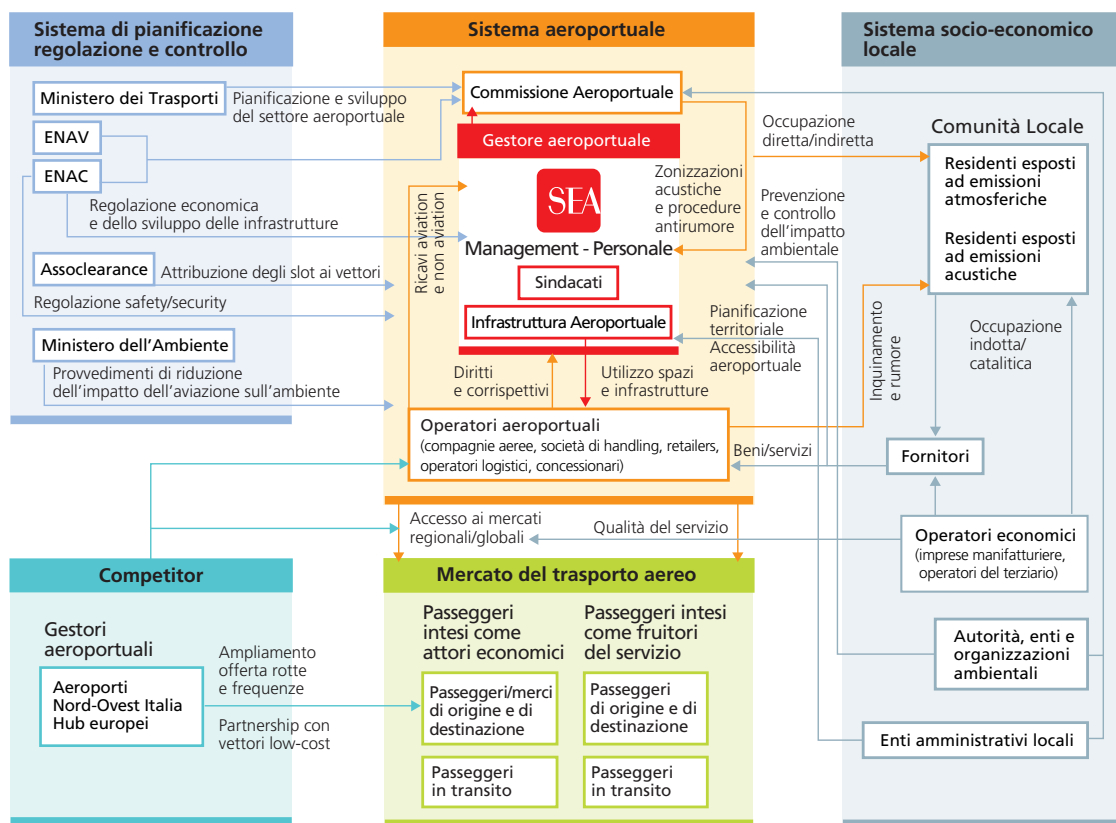 Sistema di pianificazione
regolazione e controllo
Ministero dei Trasporti
Pianificazione e sviluppo
del settore aeroportuale
ENAV
ENAC
Regolazione economica
e dello sviluppo delle infrastrutture
Assoclearance
Attribuzione degli slot ai vettori
Regolazione safety/security
Ministero dell'Ambiente
Provvedimenti di riduzione
dell'impatto dell'aviazione sull'ambiente
Sistema aeroportuale
Commissione Aeroportuale
Gestore aeroportuale
SEA
Management - Personale
Sindacati
Infrastruttura Aeroportuale
Ricavi aviation
e non aviation
Zonizzazioni
acustiche
e procedure
antirumore
Diritti
e corrispettivi
Utilizzo spazi
e infrastrutture
Operatori aeroportuali
(compagnie aeree, società di handling, retailers,
operatori logistici, concessionari)
Occupazione
diretta/indiretta
Prevenzione
e controllo
dell'impatto
ambientale
Pianificazione
territoriale
Accessibilità
aeroportuale
Beni/servizi
Inquinamento
e rumore
Sistema socio-economico
locale
Comunità Locale
Residenti esposti
ad emissioni
atmosferiche
Residenti esposti
ad emissioni
acustiche
Occupazione
indotta/
catalitica
Fornitori
Operatori economici
(imprese manifatturiere,
operatori del terziario)
Autorità, enti e
organizzazioni
ambientali
Enti amministrativi locali
Accesso ai mercati
regionali/globali
Qualità del servizio
Competitor
Gestori
aeroportuali
Aeroporti
Nord-Ovest Italia
Hub europei
Ampliamento
offerta rotte
e frequenze
Partnership con
vettori low-cost
Mercato del trasporto aereo
Passeggeri
intesi come
attori economici
Passeggeri/merci
di origine e di
destinazione
Passeggeri
in transito
Passeggeri intesi
come fruitori
del servizio
Passeggeri
di origine e di
destinazione
Passeggeri
in transito